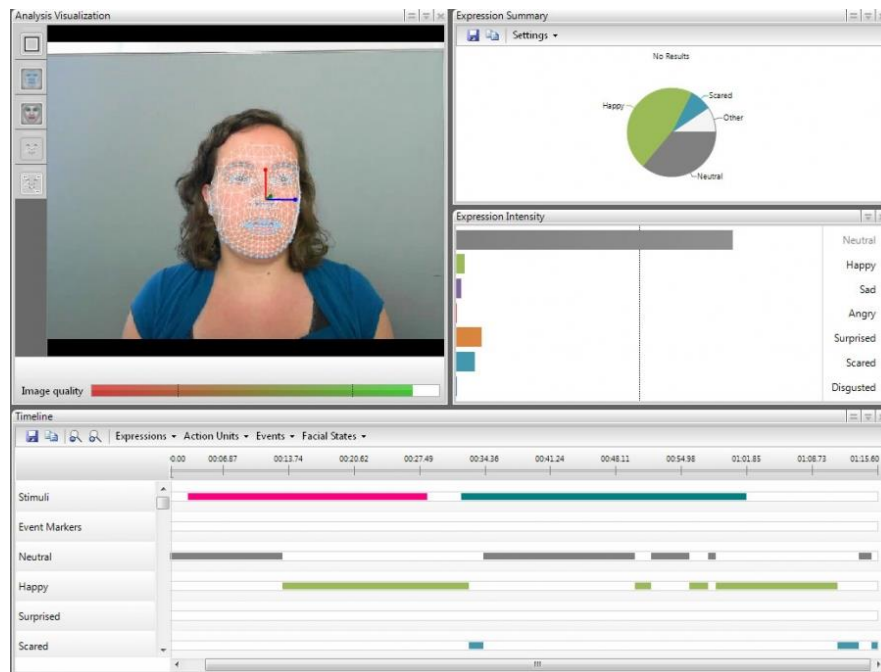 Analysis Visualization
Image quality
Expression Summary
Settings
No Results
Happy
Scared
Other
Neutral
Expression Intensity
Neutral
Happy
Sad
Angry
Surprised
Scared
Disgusted
Timeline
Expressions Action Units Events Facial States
0.00 00:06.87 00:13.74 00:20.62 00:27.49 00:34.36 00:41.24 00:48.11 00:54.98 01:01.85 01:08.73 01:15.60
Stimuli
Event Markers
Neutral
Happy
Surprised
Scared